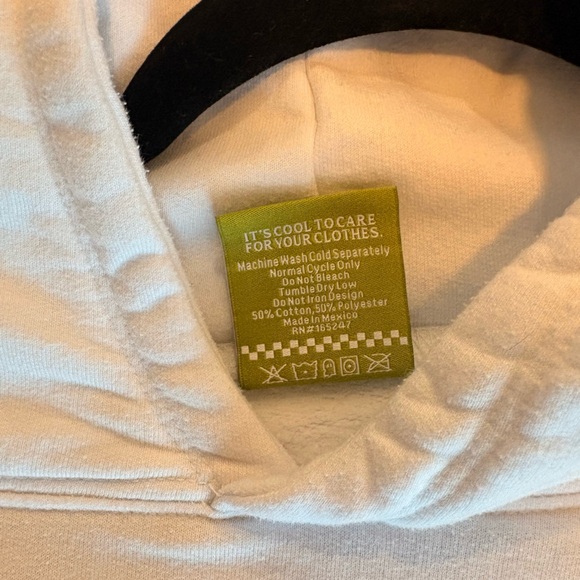 IT'S COOL TO CARE
FOR YOUR CLOTHES.
Machine Wash Cold Separately
Normal Cycle Only
Do Not Bleach
Tumble Dry Low
Do Not Iron Design
50% Cotton, 50% Polyester
Made in Mexico
RN#165247